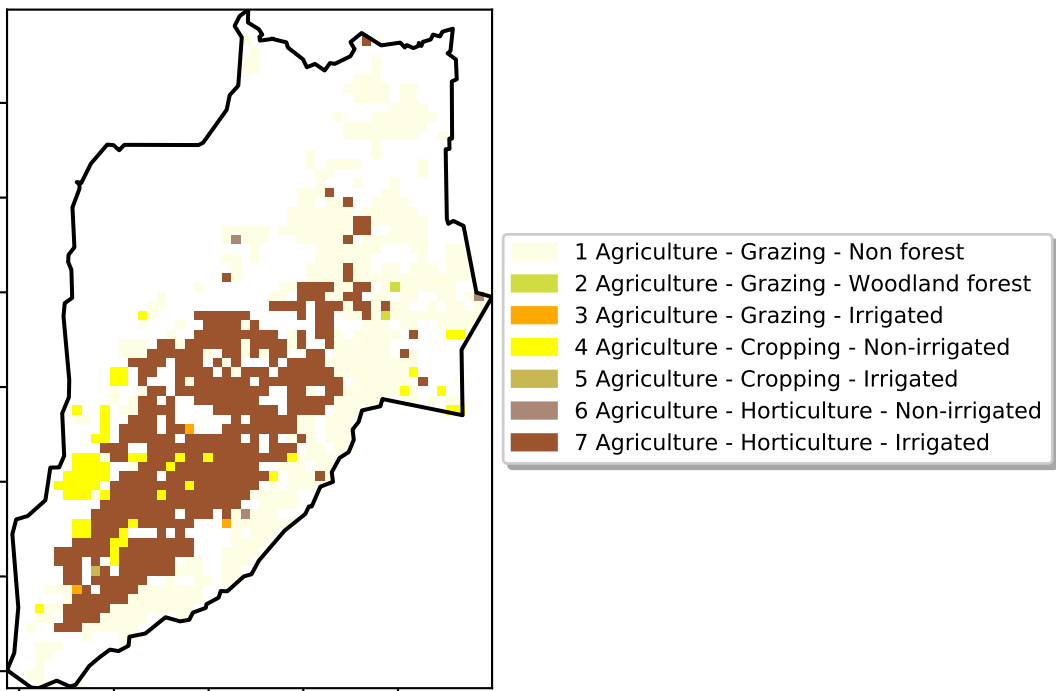 1 Agriculture - Grazing - Non forest
2 Agriculture - Grazing - Woodland forest
3 Agriculture - Grazing - Irrigated
4 Agriculture - Cropping - Non-irrigated
5 Agriculture - Cropping - Irrigated
6 Agriculture - Horticulture - Non-irrigated
7 Agriculture - Horticulture - Irrigated